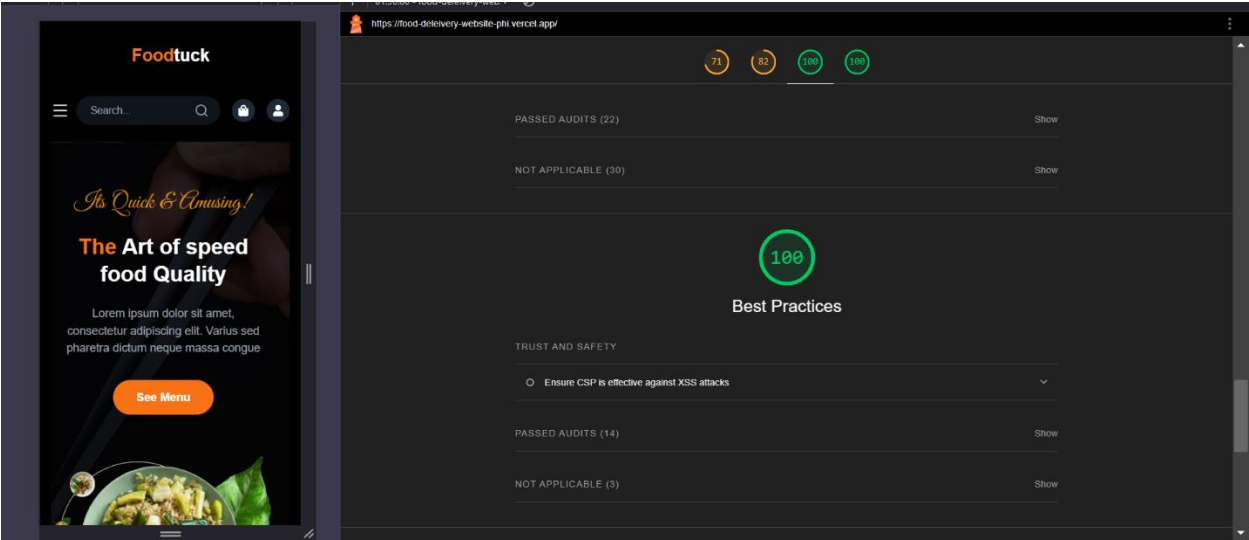 Foodtuck
Search...
Its Quick & Amusing!
The Art of speed
food Quality
Lorem ipsum dolor sit amet,
consectetur adipiscing elit. Varius sed
pharetra dictum neque massa congue
See Menu
https://food-deleivery-website-phi.vercel.app/
71 82 100 100
PASSED AUDITS (22) Show
NOT APPLICABLE (30) Show
100
Best Practices
TRUST AND SAFETY
Ensure CSP is effective against XSS attacks
PASSED AUDITS (14) Show
NOT APPLICABLE (3) Show